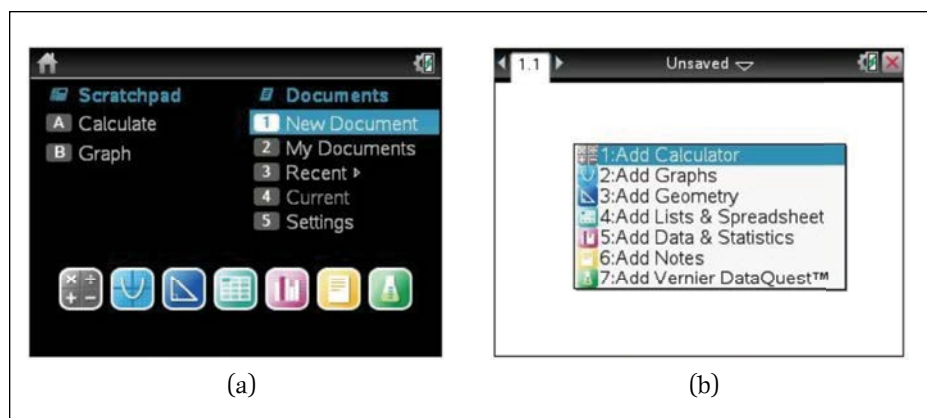 Scratchpad
A Calculate
B Graph
Documents
1 New Document
2 My Documents
3 Recent ▸
4 Current
5 Settings
(a)
1.1 Unsaved
1:Add Calculator
2:Add Graphs
3:Add Geometry
4:Add Lists & Spreadsheet
5:Add Data & Statistics
6:Add Notes
7:Add Vernier DataQuest™
(b)